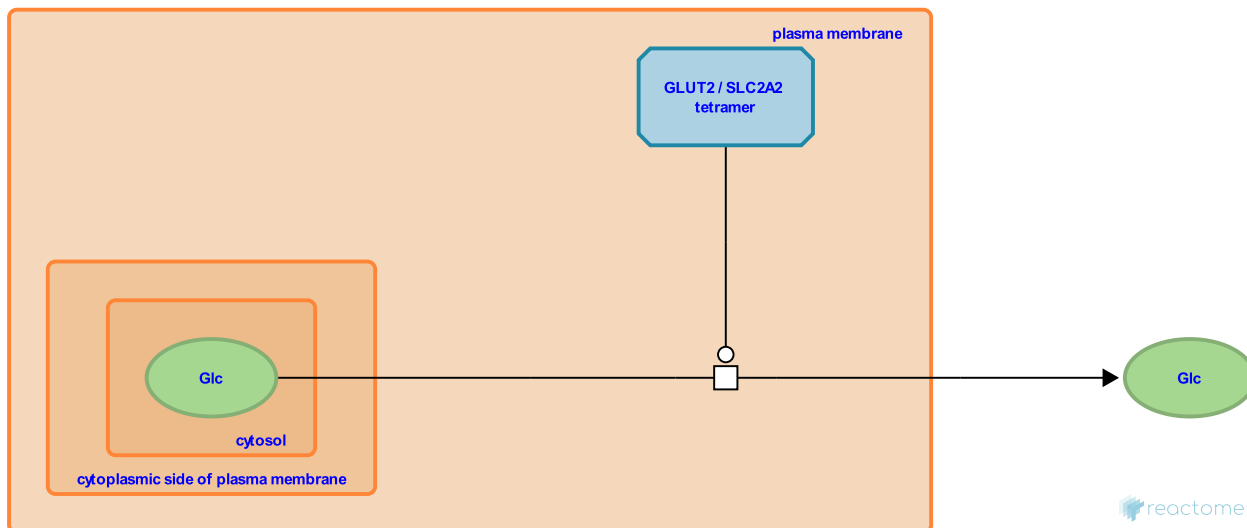 plasma membrane
GLUT2 / SLC2A2
tetramer
Glc
Glc
cytosol
cytoplasmic side of plasma membrane
reactome